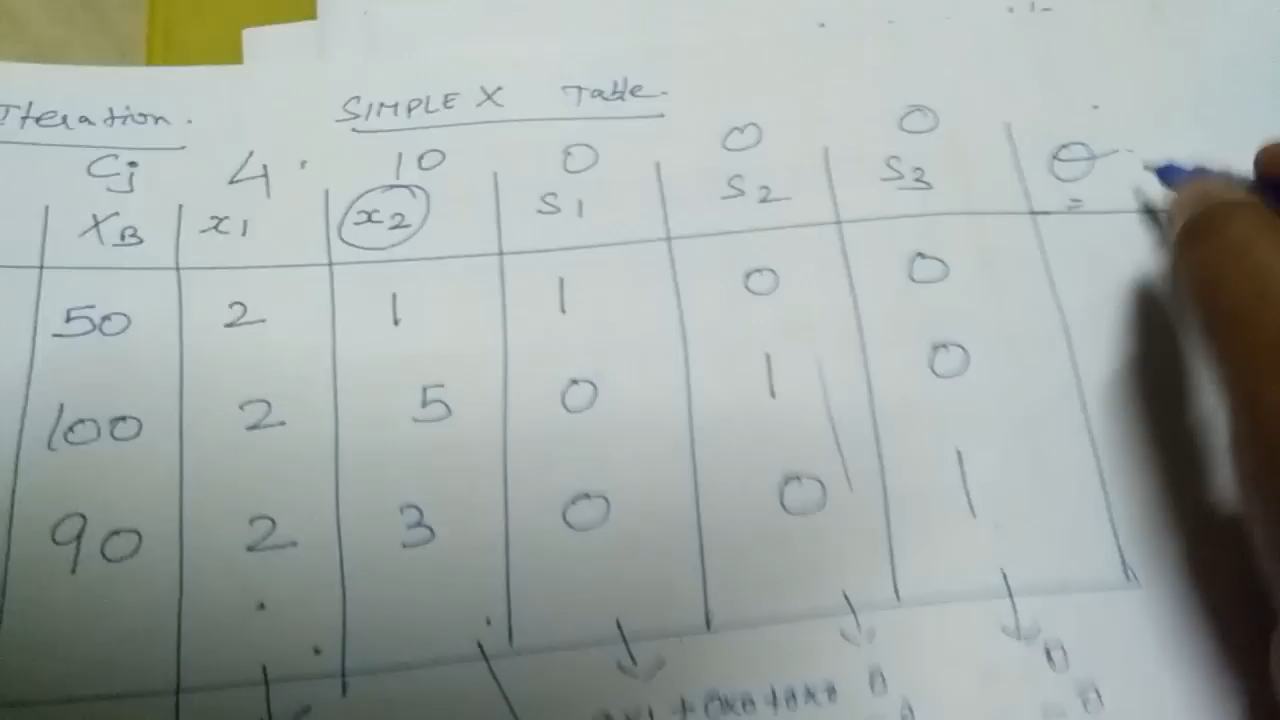 Iteration. SIMPLEX Table.
Cj 4 10 0 0 0
XB x1 x2 S1 S2 S3 θ
50 2 1 1 0 0
100 2 5 0 1 0
90 2 3 0 0 1